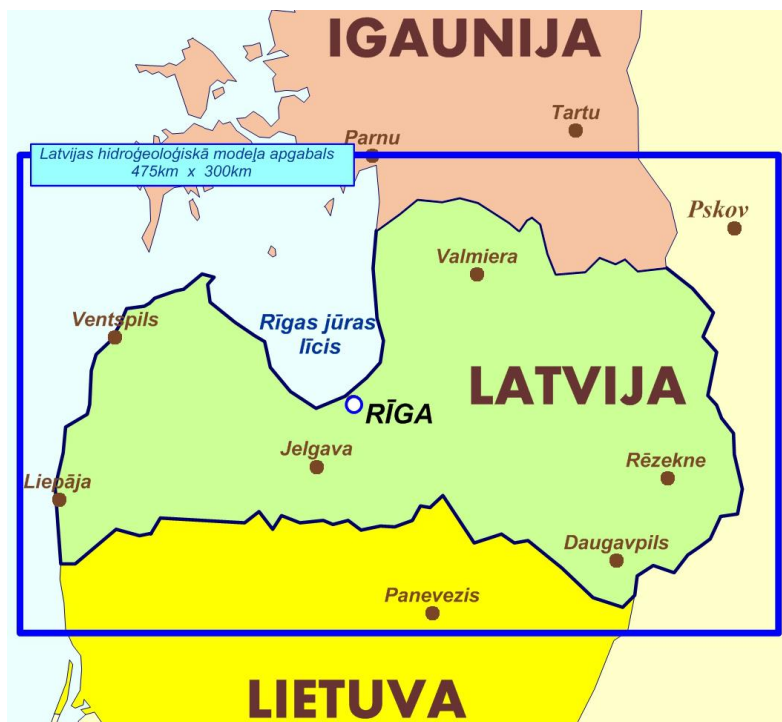 IGAUNIJA
Tartu
Parnu
Latvijas hidroģeoloģiskā modeļa apgabals
475km x 300km
Pskov
Valmiera
Ventspils
Rīgas jūras
līcis
LATVIJA
RĪGA
Jelgava
Rēzekne
Liepāja
Daugavpils
Panevezis
LIETUVA